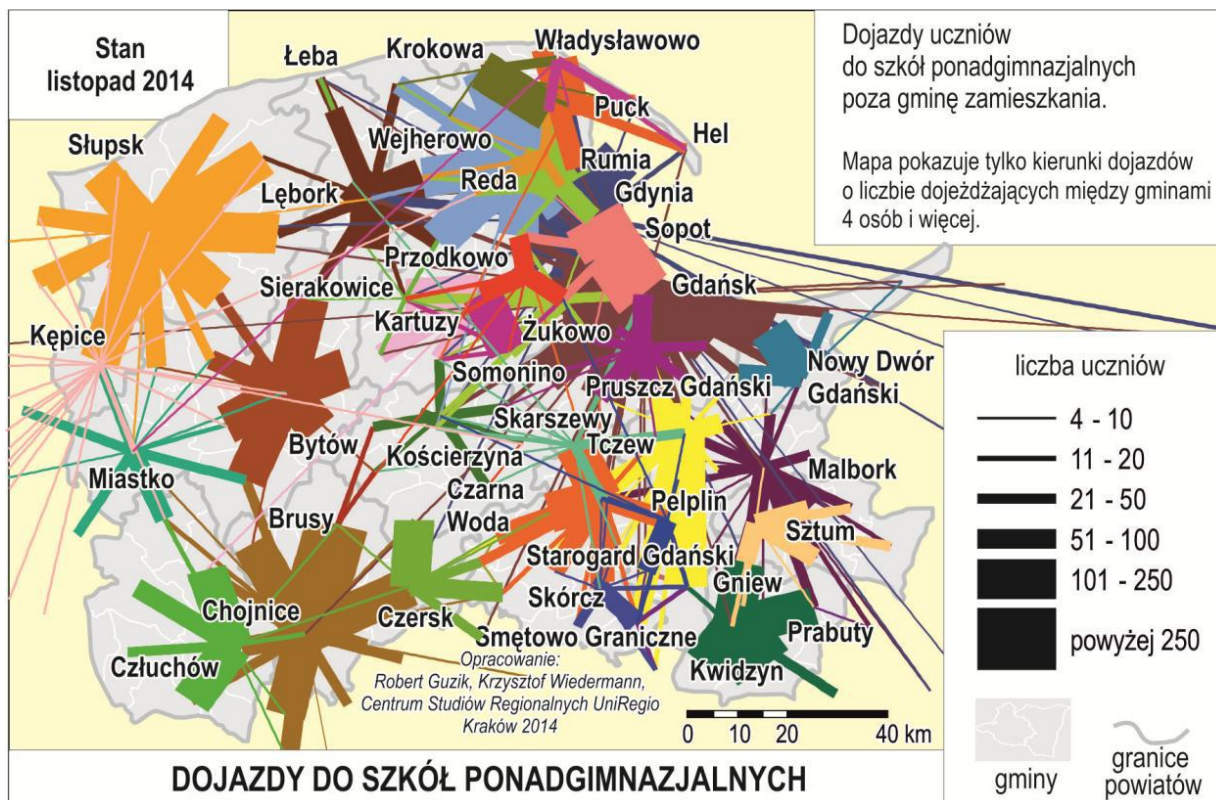 Stan
listopad 2014
Dojazdy uczniów
do szkół ponadgimnazjalnych
poza gminę zamieszkania.
Mapa pokazuje tylko kierunki dojazdów
o liczbie dojeżdżających między gminami
4 osób i więcej.
Łeba
Krokowa
Władysławowo
Puck
Hel
Słupsk
Wejherowo
Rumia
Lębork
Reda
Gdynia
Sopot
Przodkowo
Sierakowice
Gdańsk
Kartuzy
Żukowo
Kępice
Somonino
Pruszcz Gdański
Nowy Dwór
Gdański
Skarszewy
Tczew
Bytów
Kościerzyna
Malbork
Miastko
Czarna
Woda
Pelplin
Brusy
Sztum
Starogard Gdański
Gniew
Skórcz
Chojnice
Czersk
Smętowo Graniczne
Prabuty
Człuchów
Kwidzyn
Opracowanie:
Robert Guzik, Krzysztof Wiedermann,
Centrum Studiów Regionalnych UniRegio
Kraków 2014
0 10 20 40 km
liczba uczniów
4 - 10
11 - 20
21 - 50
51 - 100
101 - 250
powyżej 250
gminy
granice
powiatów
DOJAZDY DO SZKÓŁ PONADGIMNAZJALNYCH